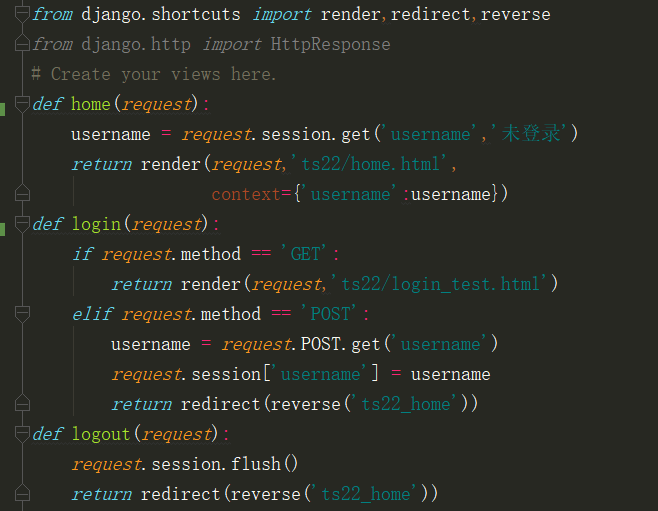 from django.shortcuts import render,redirect,reverse
from django.http import HttpResponse
# Create your views here.
def home(request):
    username = request.session.get('username','未登录')
    return render(request,'ts22/home.html',
                  context={'username':username})
def login(request):
    if request.method == 'GET':
        return render(request,'ts22/login_test.html')
    elif request.method == 'POST':
        username = request.POST.get('username')
        request.session['username'] = username
        return redirect(reverse('ts22_home'))
def logout(request):
    request.session.flush()
    return redirect(reverse('ts22_home'))